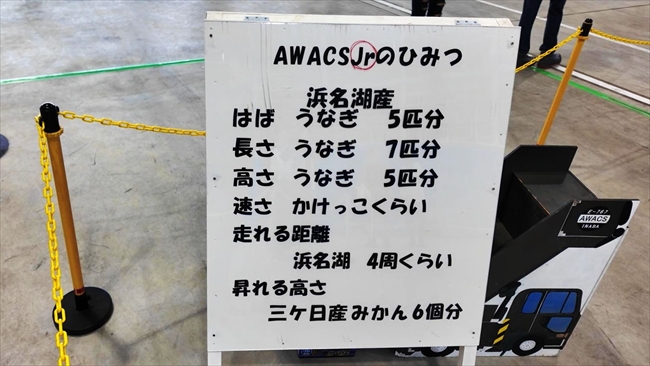 AWACSJrのひみつ
浜名湖産
はば うなぎ 5匹分
長さ うなぎ 7匹分
高さ うなぎ 5匹分
速さ かけっこくらい
走れる距離
浜名湖 4周くらい
昇れる高さ
三ケ日産みかん6個分
E-767
AWACS
INADA